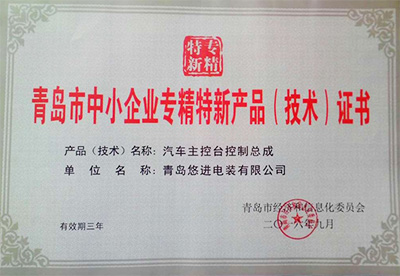 专精特新
青岛市中小企业专精特新产品（技术）证书
产品（技术）名称：汽车主控台控制总成
单位名称：青岛悠进电装有限公司
青岛市经济和信息化委员会
二〇一六年九月
有效期三年